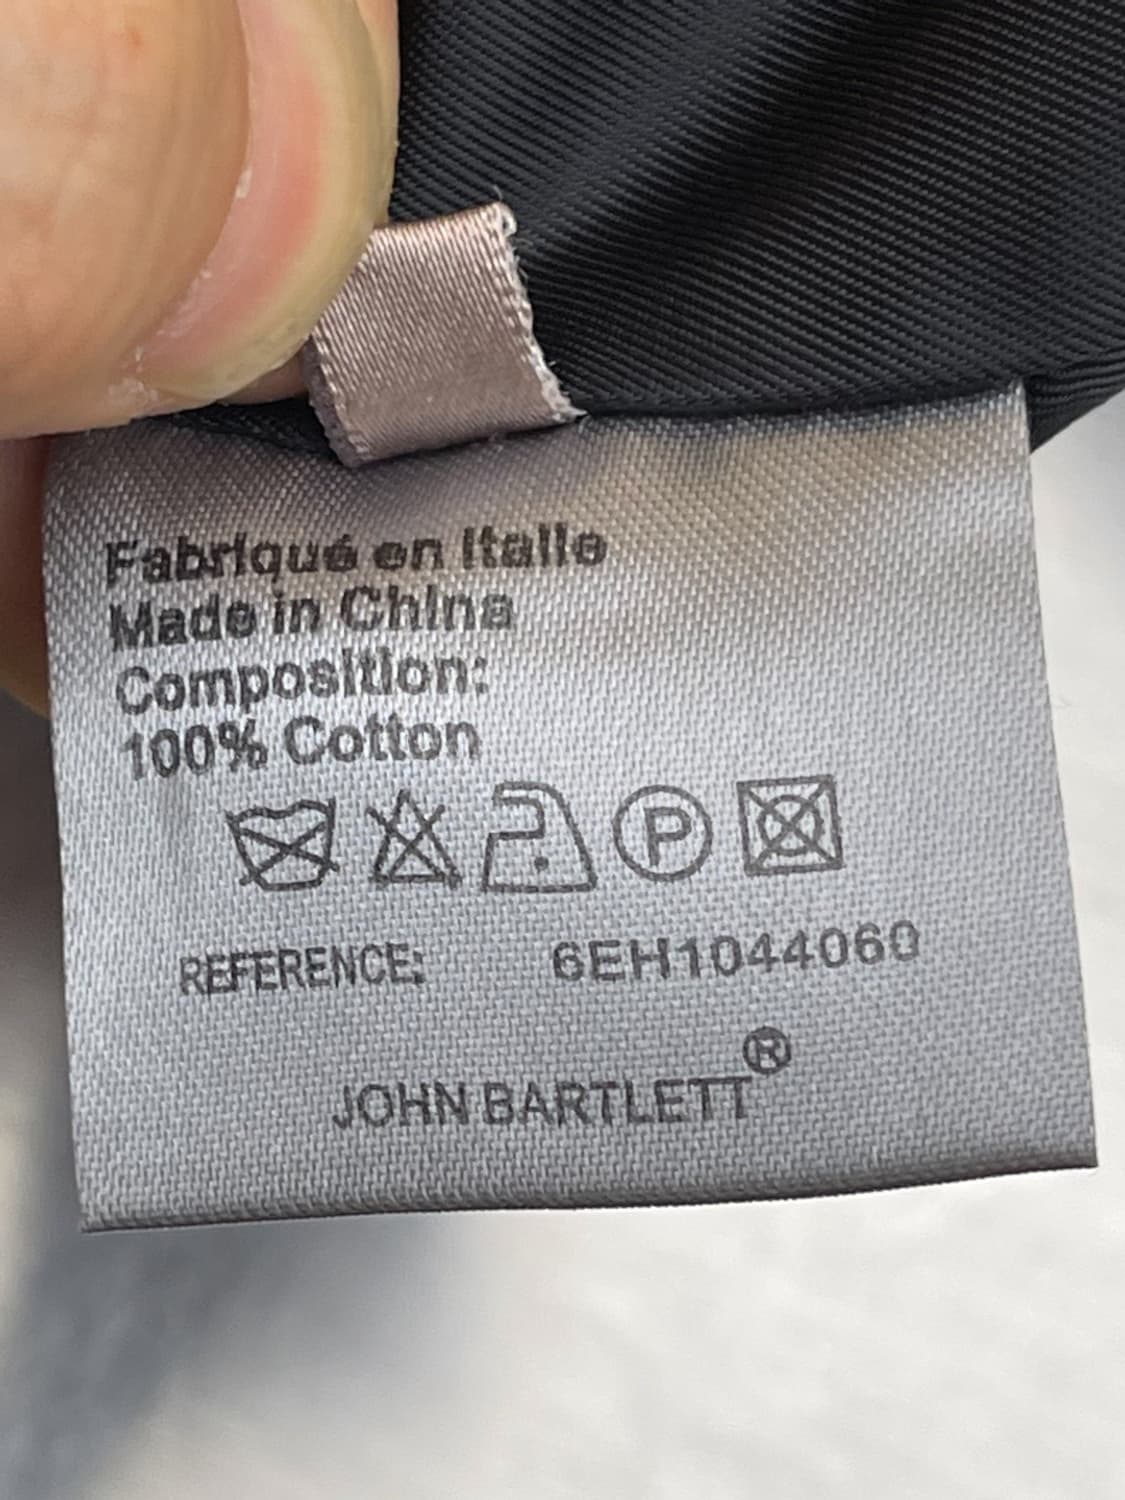 Fabriqué en Italie
Made in China
Composition:
100% Cotton
P
REFERENCE: 6EH1044060
JOHN BARTLETT®